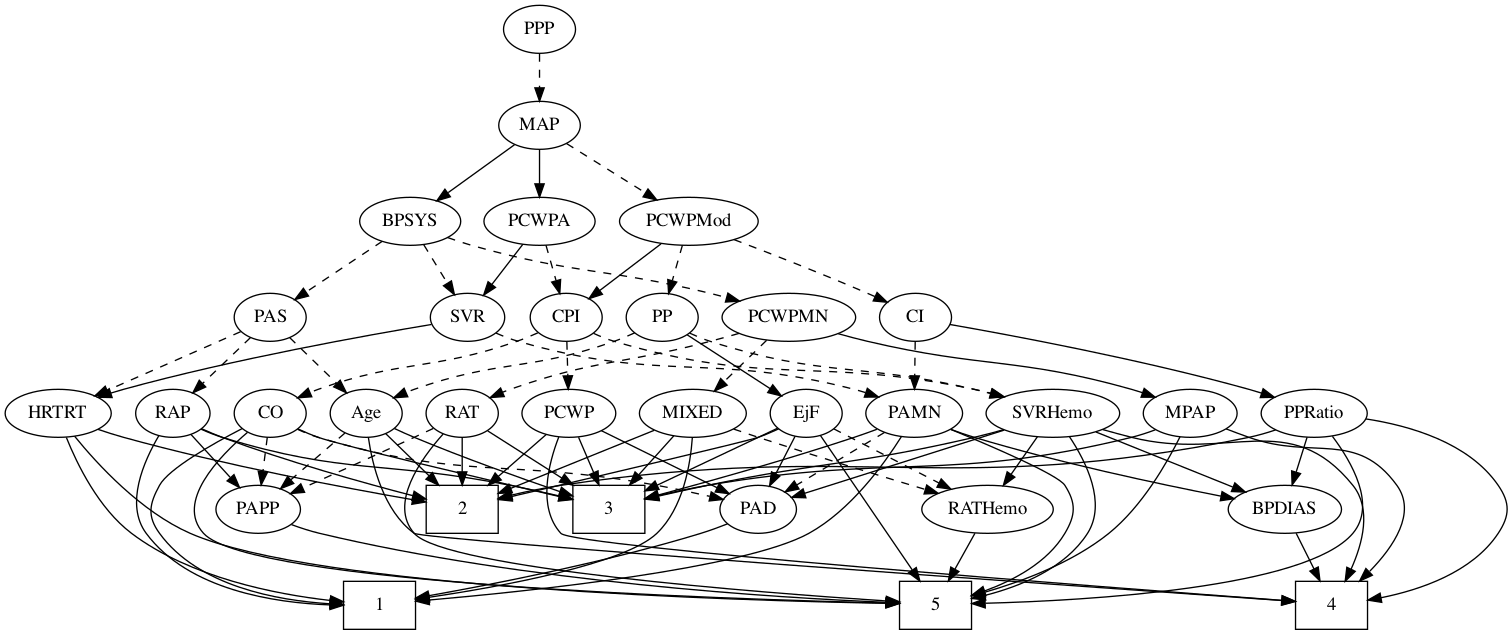 PPP
MAP
BPSYS
PCWPA
PCWPMod
PAS
SVR
CPI
PP
PCWPMN
CI
HRTRT
RAP
CO
Age
RAT
PCWP
MIXED
EjF
PAMN
SVRHemo
MPAP
PPRatio
PAPP
2
3
PAD
RATHemo
BPDIAS
1
5
4